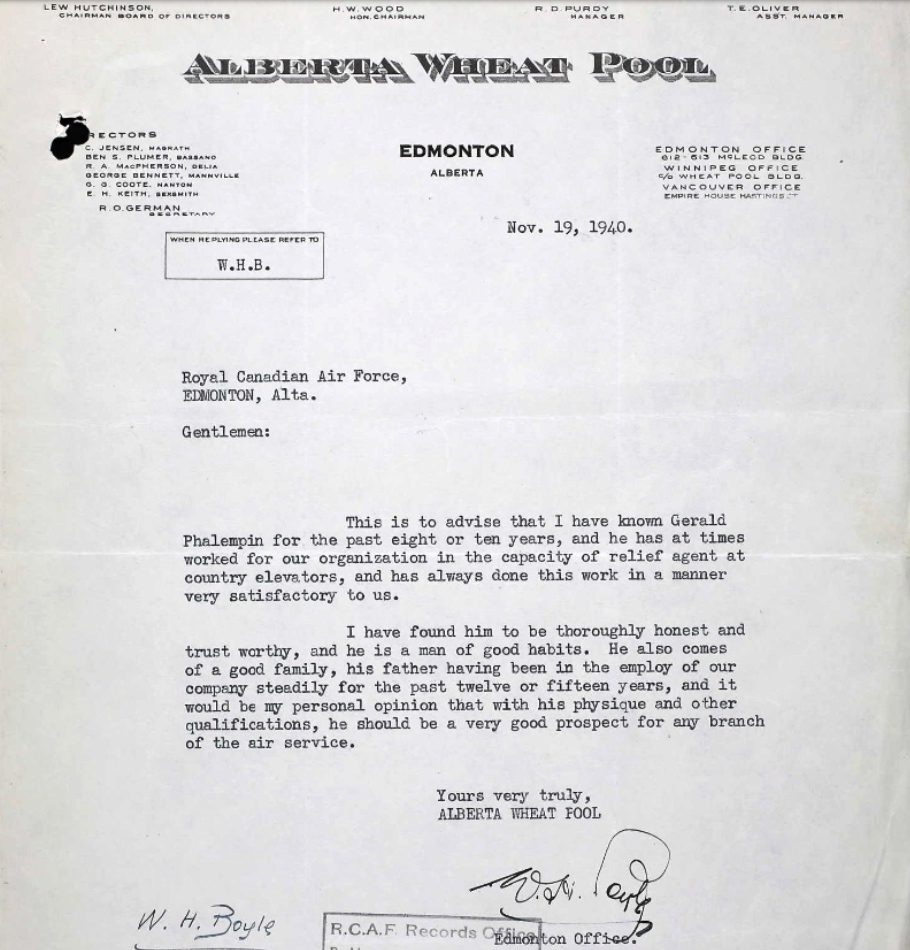 LEW HUTCHINSON,
CHAIRMAN BOARD OF DIRECTORS
H.W. WOOD
HON. CHAIRMAN
R. D. PURDY
MANAGER
T. E. OLIVER
ASST. MANAGER
ALBERTA WHEAT POOL
RECTORS
C. JENSEN, MAGRATH
BEN S. PLUMER, BASSANO
R. A. MACPHERSON, DELIA
GEORGE BENNETT, MANNVILLE
G. G. COOTE, NANTON
E. H. KEITH, SEXSMITH
R.O. GERMAN
SECRETARY
EDMONTON
ALBERTA
EDMONTON OFFICE
612-613 MCLEOD BLDG.
WINNIPEG OFFICE
c/o WHEAT POOL BLDG.
VANCOUVER OFFICE
EMPIRE HOUSE HASTINGS ST
Nov. 19, 1940.
WHEN REPLYING PLEASE REFER TO
W.H.B.
Royal Canadian Air Force,
EDMONTON, Alta.
Gentlemen:
This is to advise that I have known Gerald
Phalempin for the past eight or ten years, and he has at times
worked for our organization in the capacity of relief agent at
country elevators, and has always done this work in a manner
very satisfactory to us.
I have found him to be thoroughly honest and
trust worthy, and he is a man of good habits. He also comes
of a good family, his father having been in the employ of our
company steadily for the past twelve or fifteen years, and it
would be my personal opinion that with his physique and other
qualifications, he should be a very good prospect for any branch
of the air service.
Yours very truly,
ALBERTA WHEAT POOL
W.H. Boyle
W. H. Boyle
R.C.A.F. Records Office
Edmonton Office.